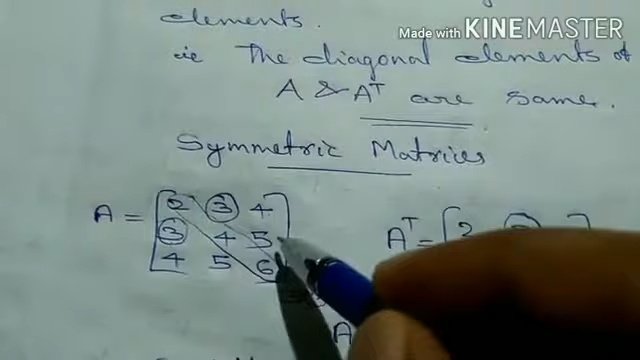 elements.
Made with KINEMASTER
ie The diagonal elements of
A & Aᵀ are same.
Symmetric Matrices
A = [2 3 4
3 4 5
4 5 6]
Aᵀ = [2
A